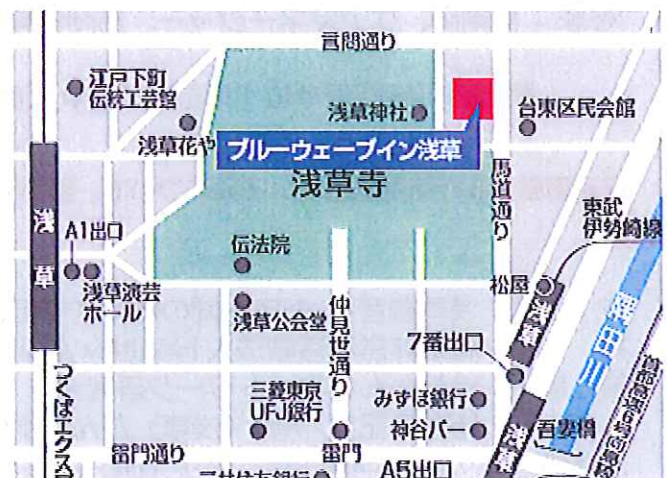 言問通り
江戸下町
伝統工芸館
浅草神社
台東区民会館
浅草花や
ブルーウェーブイン浅草
浅草寺
馬道通り
浅草
A1出口
東武
伊勢崎線
伝法院
松屋
浅草演芸
ホール
浅草公会堂
仲見世通り
浅草
隅田川
7番出口
つくばエクスプ
三菱東京
UFJ銀行
みずほ銀行
神谷バー
吾妻橋
浅草
雷門通り
雷門
A5出口